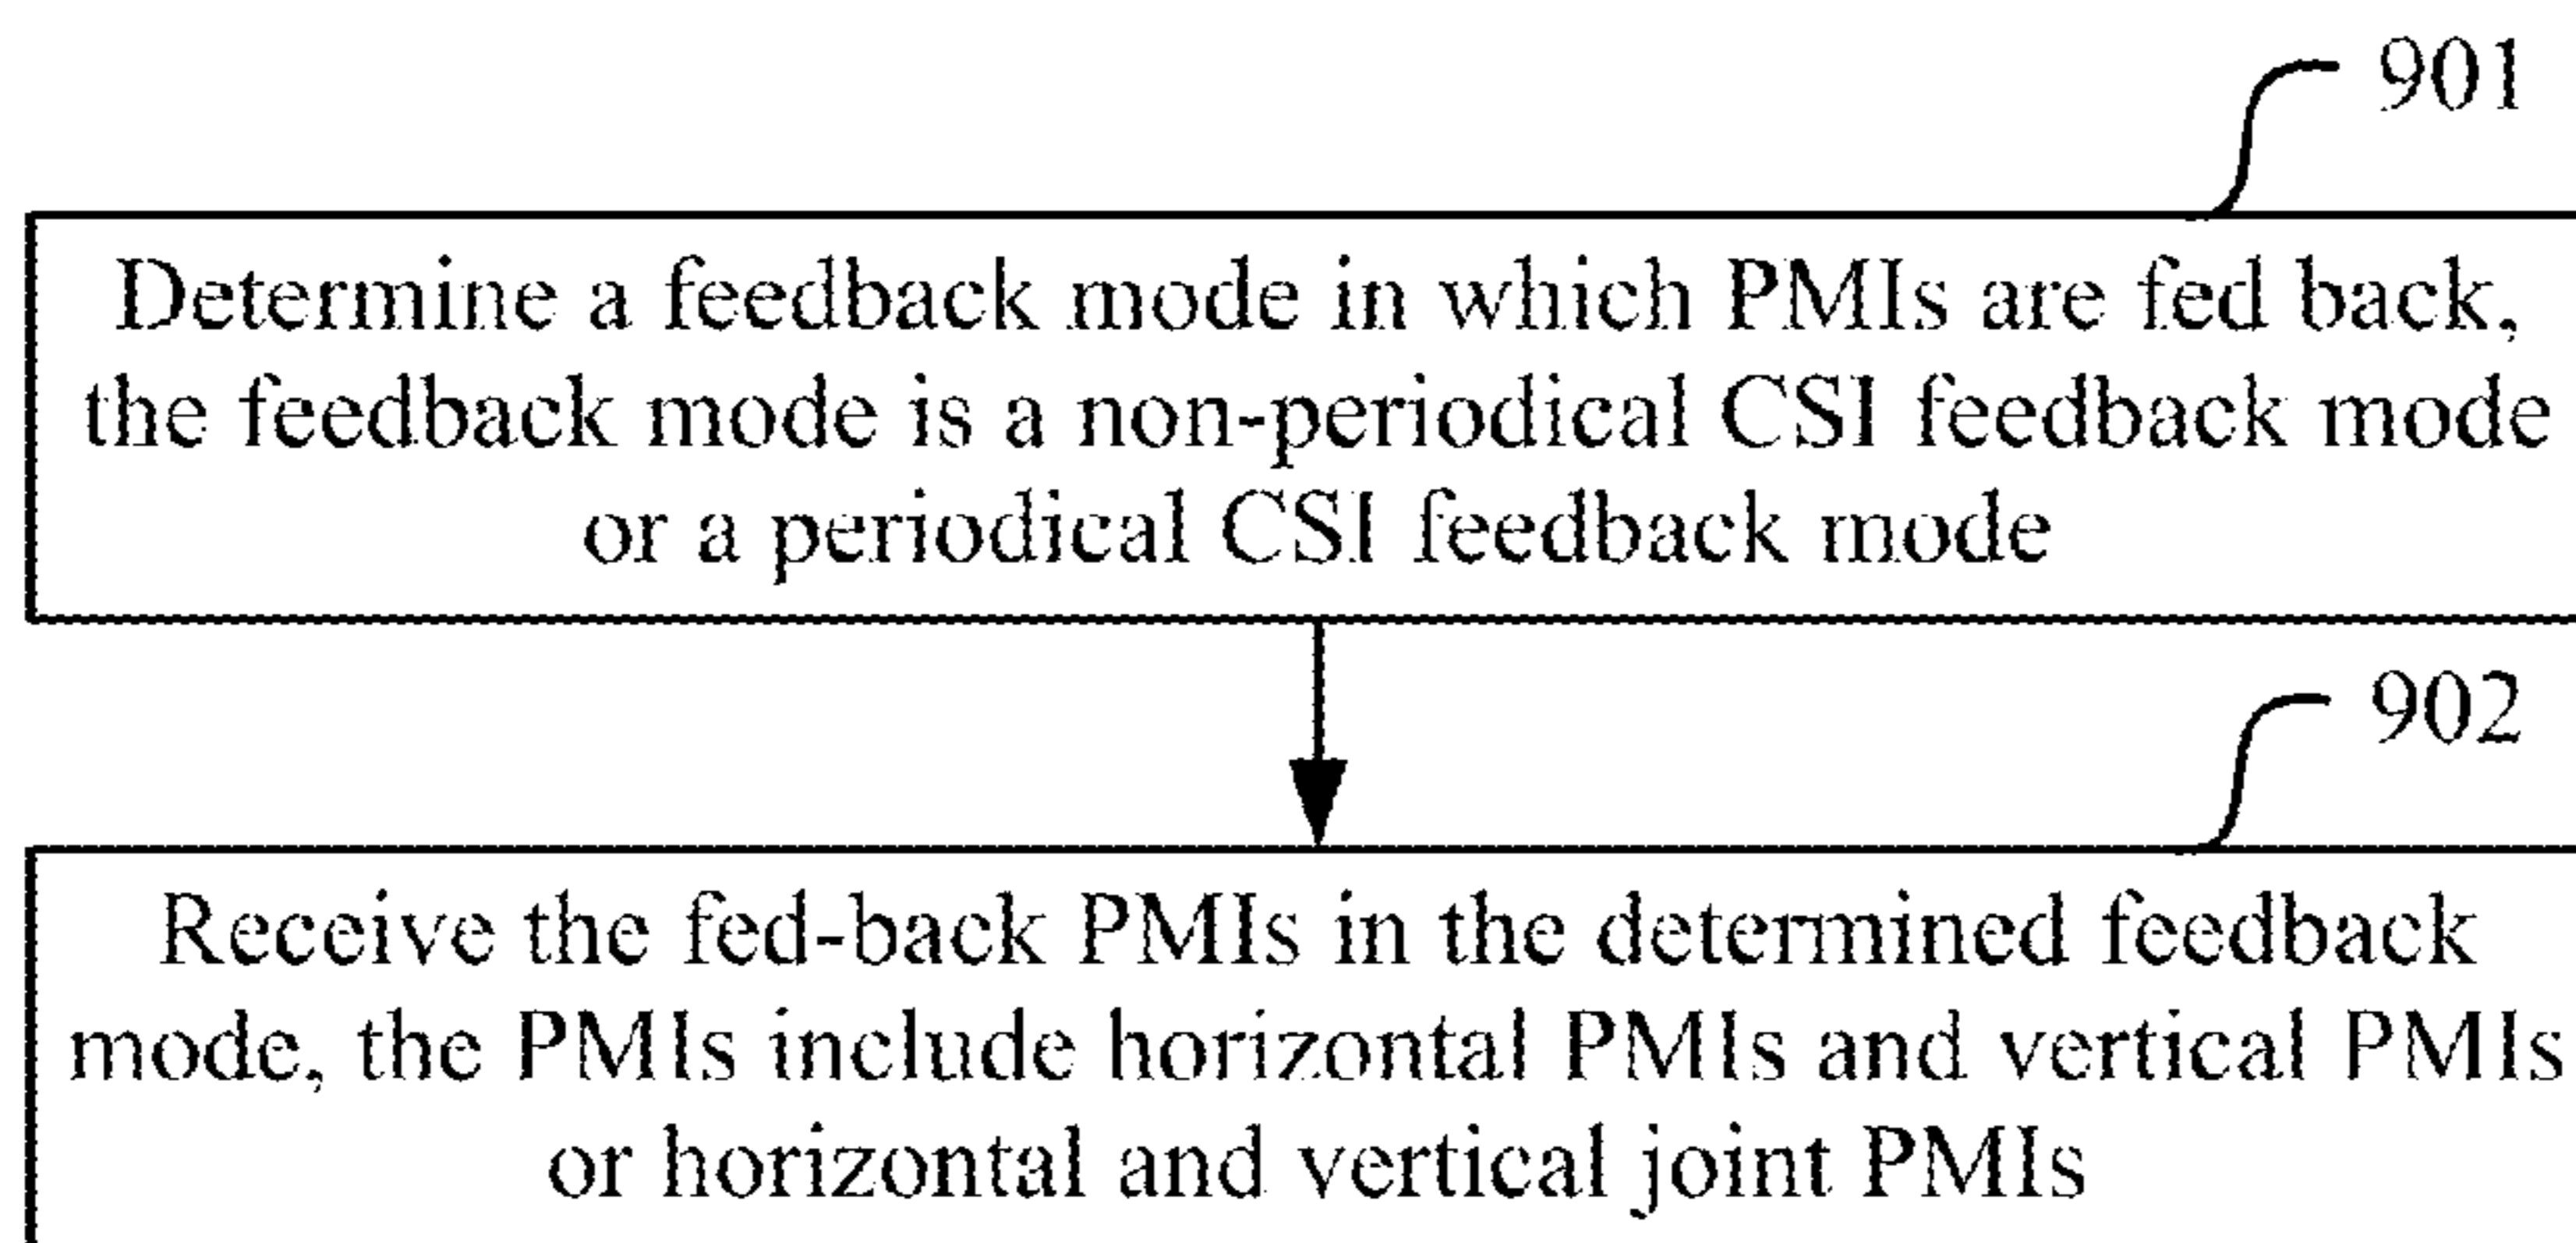 901
Determine a feedback mode in which PMIs are fed back,
the feedback mode is a non-periodical CSI feedback mode
or a periodical CSI feedback mode
902
Receive the fed-back PMIs in the determined feedback
mode, the PMIs include horizontal PMIs and vertical PMIs
or horizontal and vertical joint PMIs